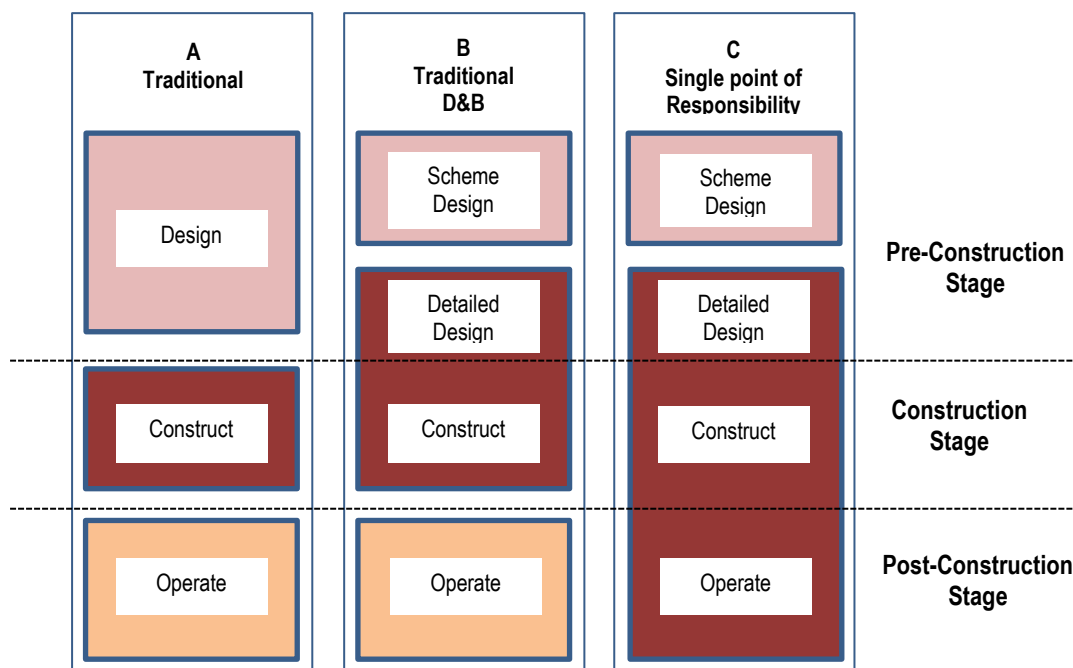 A
Traditional
B
Traditional
D&B
C
Single point of
Responsibility
Design
Scheme
Design
Scheme
Design
Pre-Construction
Stage
Detailed
Design
Detailed
Design
Construct
Construct
Construct
Construction
Stage
Operate
Operate
Operate
Post-Construction
Stage